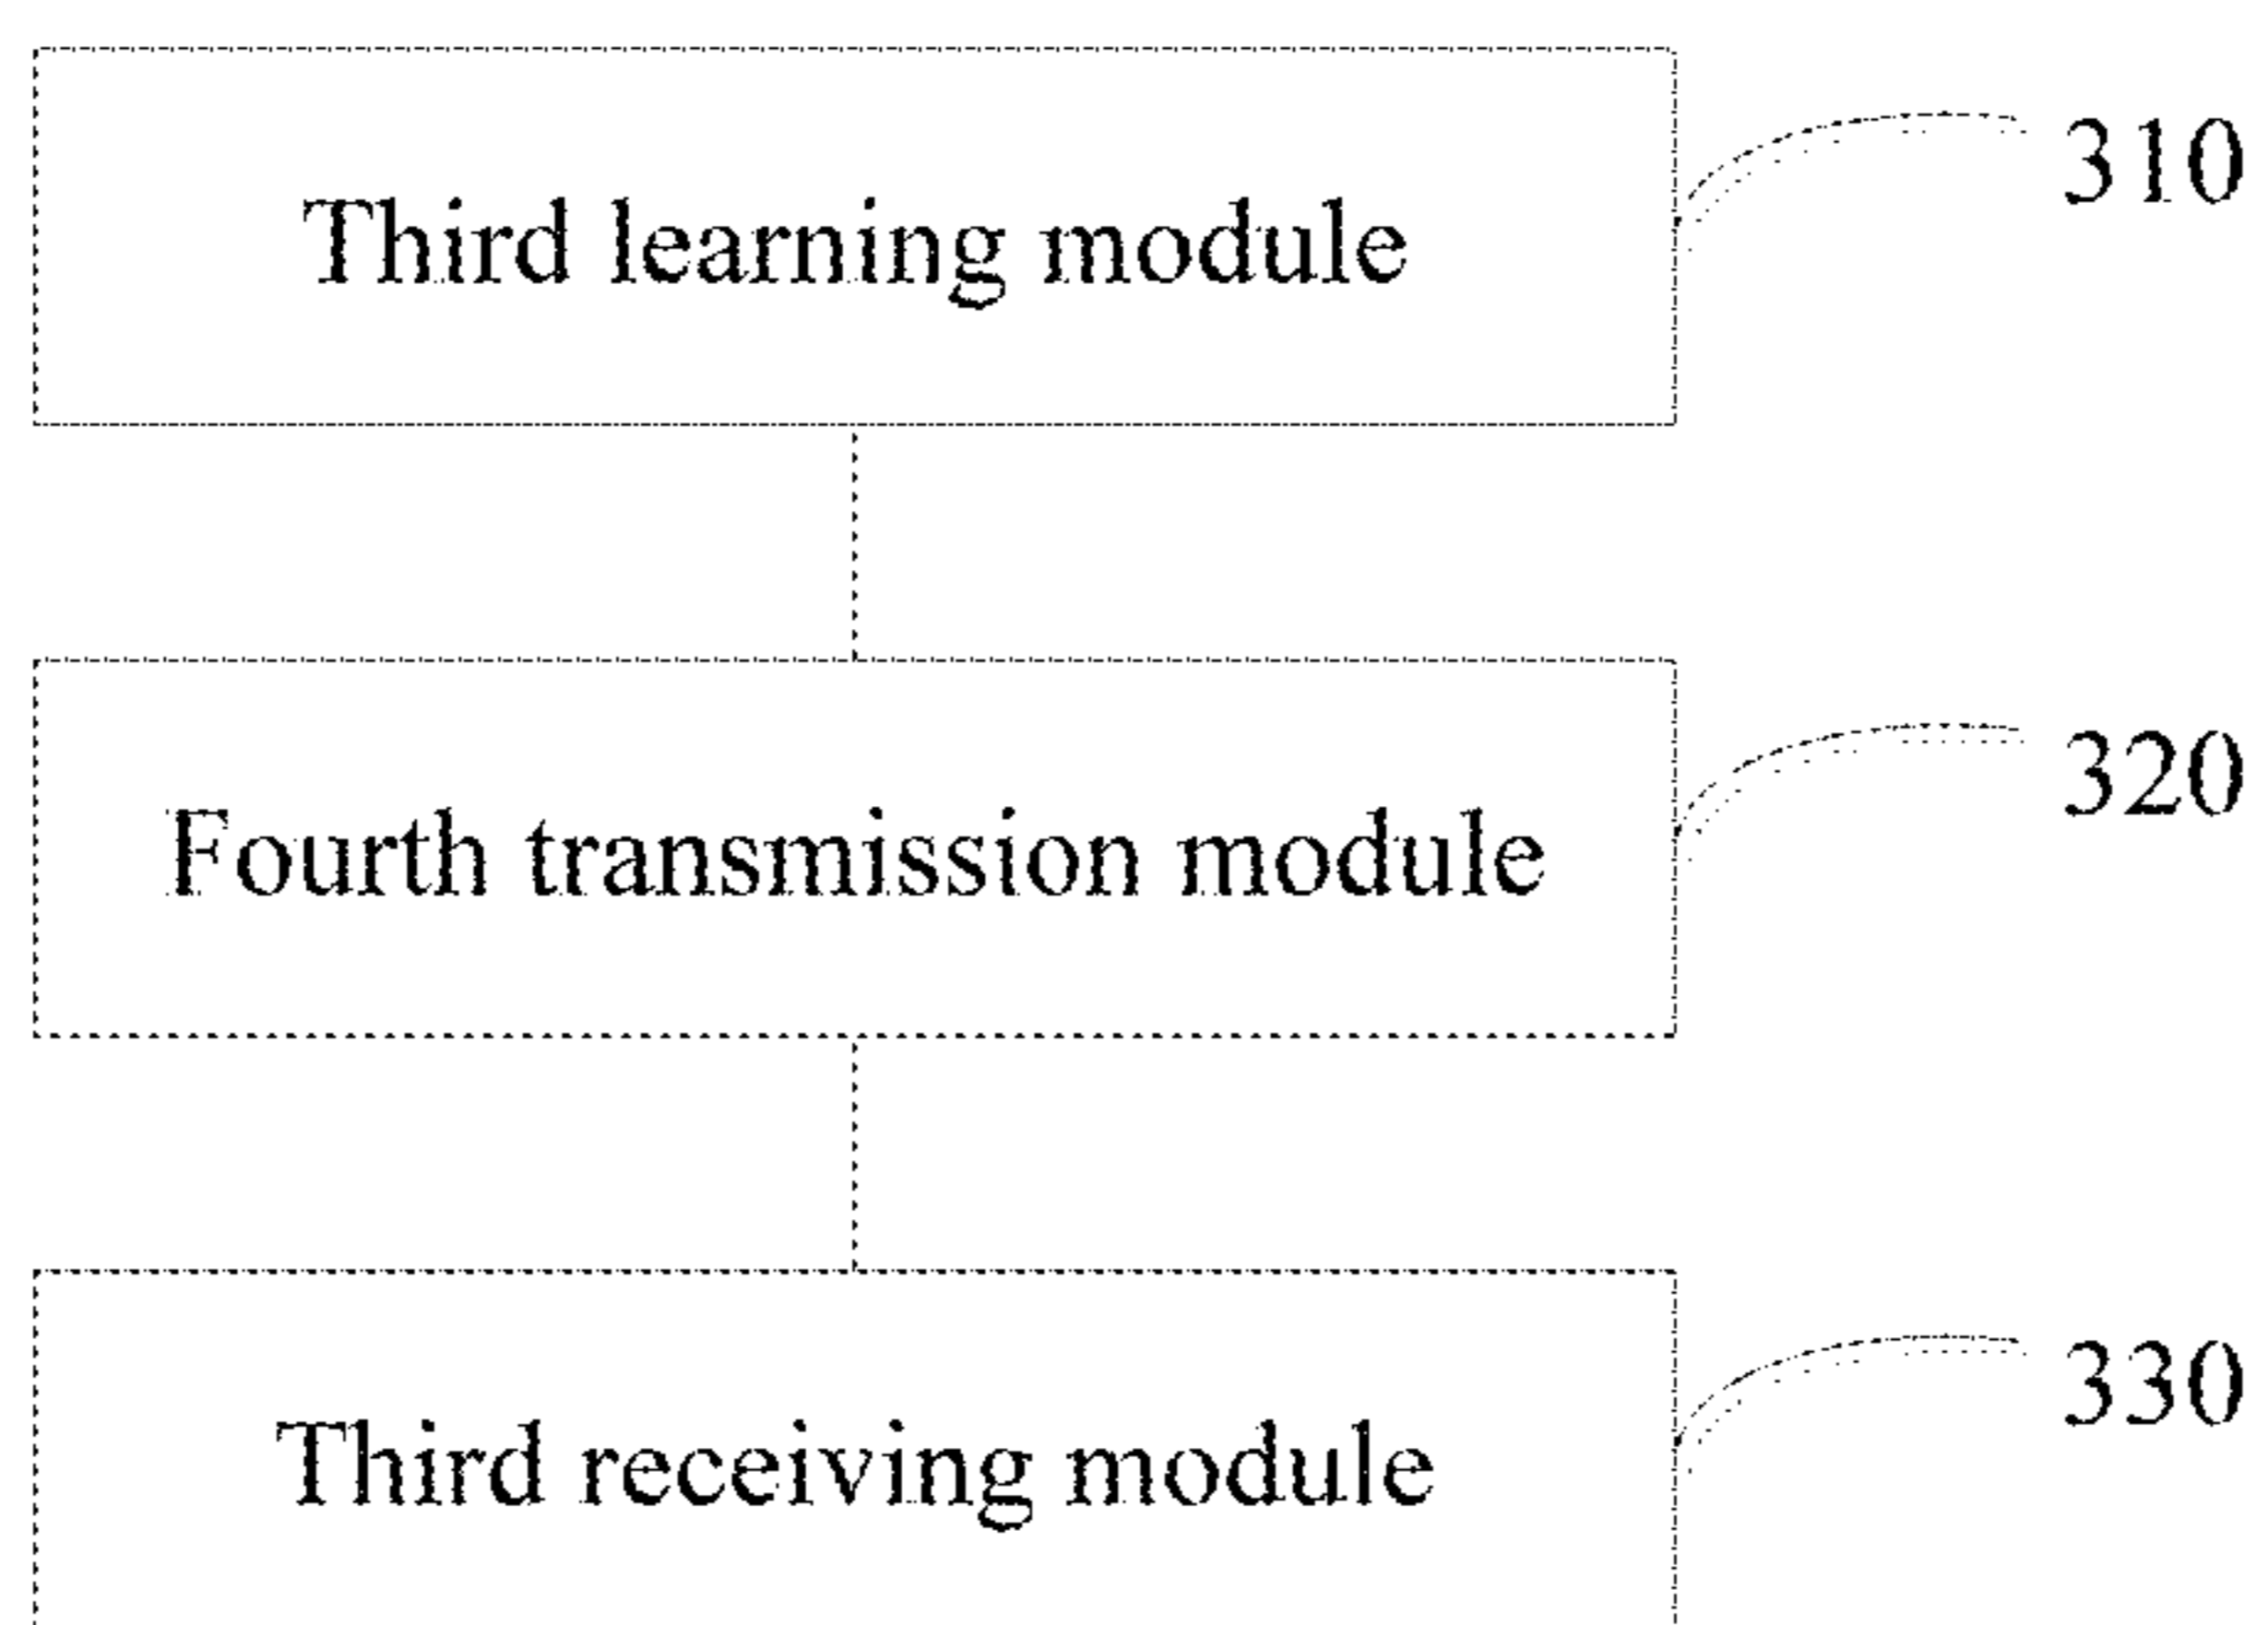 Third learning module
310
Fourth transmission module
320
Third receiving module
330